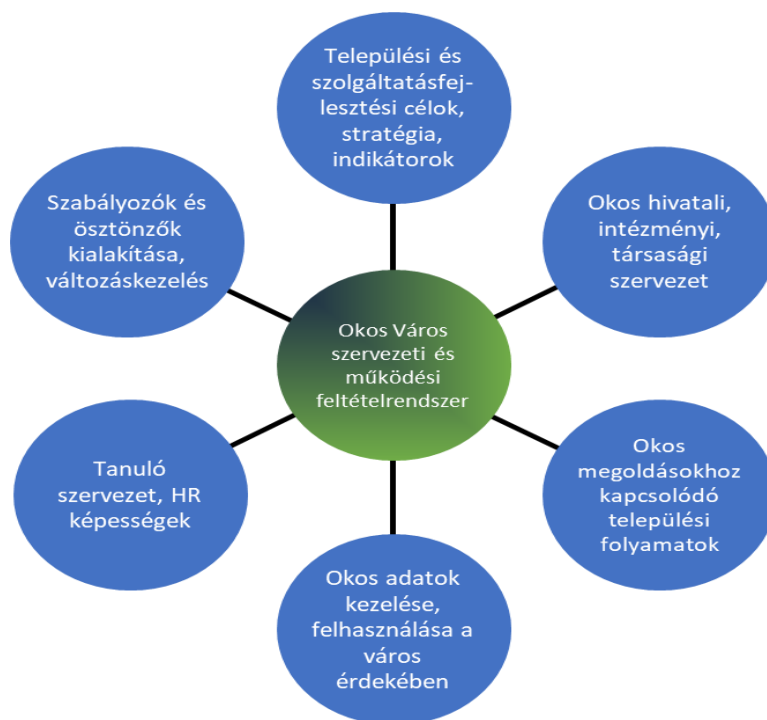 Települési és
szolgáltatásfej-
lesztési célok,
stratégia,
indikátorok
Szabályozók és
ösztönzők
kialakítása,
változáskezelés
Okos hivatali,
intézményi,
társasági
szervezet
Okos Város
szervezeti és
működési
feltételrendszer
Tanuló
szervezet, HR
képességek
Okos
megoldásokhoz
kapcsolódó
települési
folyamatok
Okos adatok
kezelése,
felhasználása a
város
érdekében